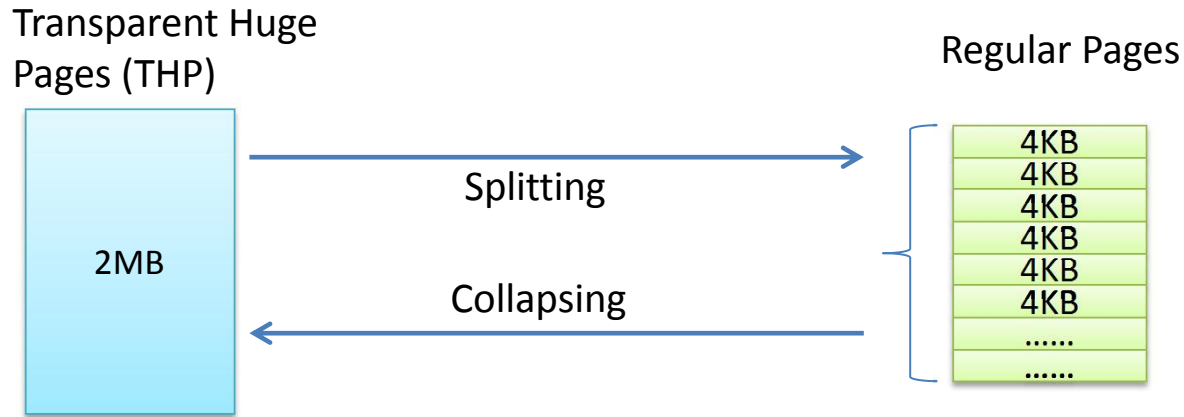 Transparent Huge
Pages (THP)
Regular Pages
2MB
Splitting
Collapsing
4KB
4KB
4KB
4KB
4KB
4KB
......
......